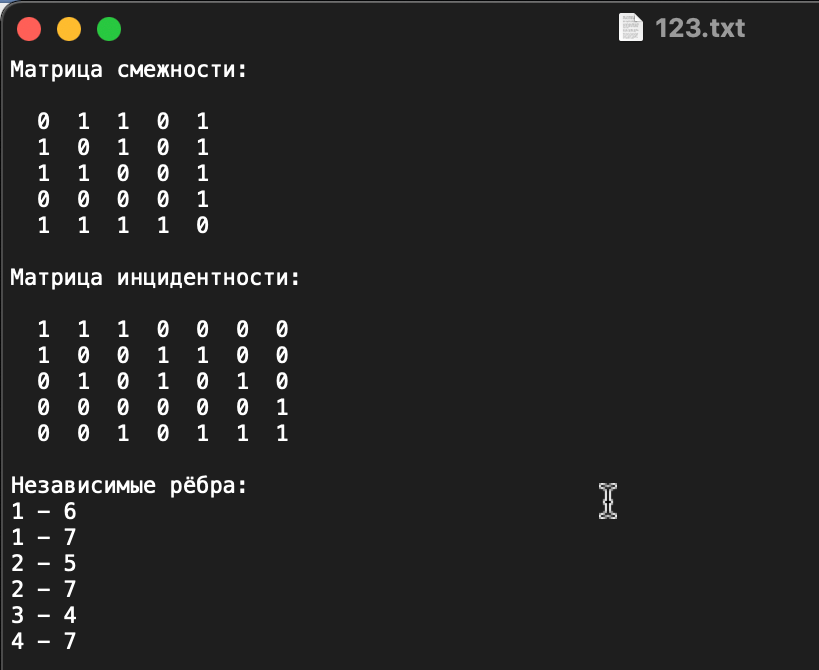 123.txt
Матрица смежности:
0 1 1 0 1
1 0 1 0 1
1 1 0 0 1
0 0 0 0 1
1 1 1 1 0
Матрица инцидентности:
1 1 1 0 0 0 0
1 0 0 1 1 0 0
0 1 0 1 0 1 0
0 0 0 0 0 0 1
0 0 1 0 1 1 1
Независимые рёбра:
1 – 6
1 – 7
2 – 5
2 – 7
3 – 4
4 – 7